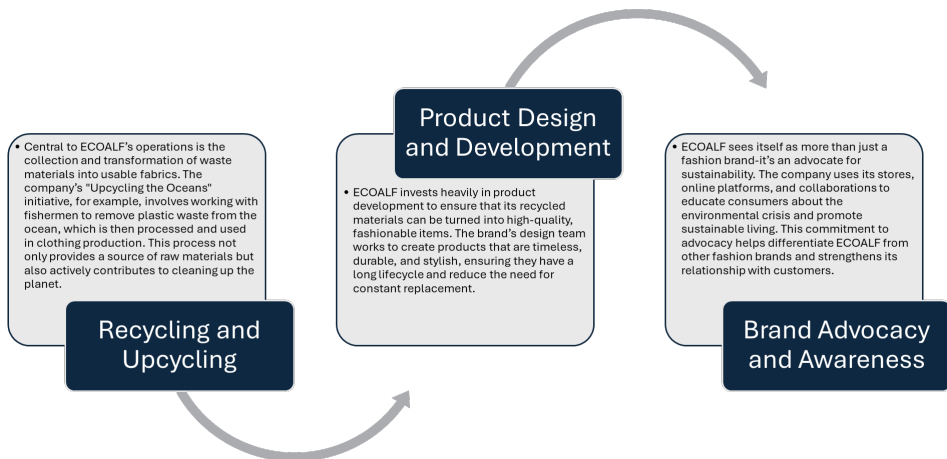 • Central to ECOALF's operations is the
collection and transformation of waste
materials into usable fabrics. The
company's "Upcycling the Oceans"
initiative, for example, involves working with
fishermen to remove plastic waste from the
ocean, which is then processed and used
in clothing production. This process not
only provides a source of raw materials but
also actively contributes to cleaning up the
planet.
Recycling and
Upcycling
Product Design
and Development
• ECOALF invests heavily in product
development to ensure that its recycled
materials can be turned into high-quality,
fashionable items. The brand's design team
works to create products that are timeless,
durable, and stylish, ensuring they have a
long lifecycle and reduce the need for
constant replacement.
• ECOALF sees itself as more than just a
fashion brand-it's an advocate for
sustainability. The company uses its stores,
online platforms, and collaborations to
educate consumers about the
environmental crisis and promote
sustainable living. This commitment to
advocacy helps differentiate ECOALF from
other fashion brands and strengthens its
relationship with customers.
Brand Advocacy
and Awareness